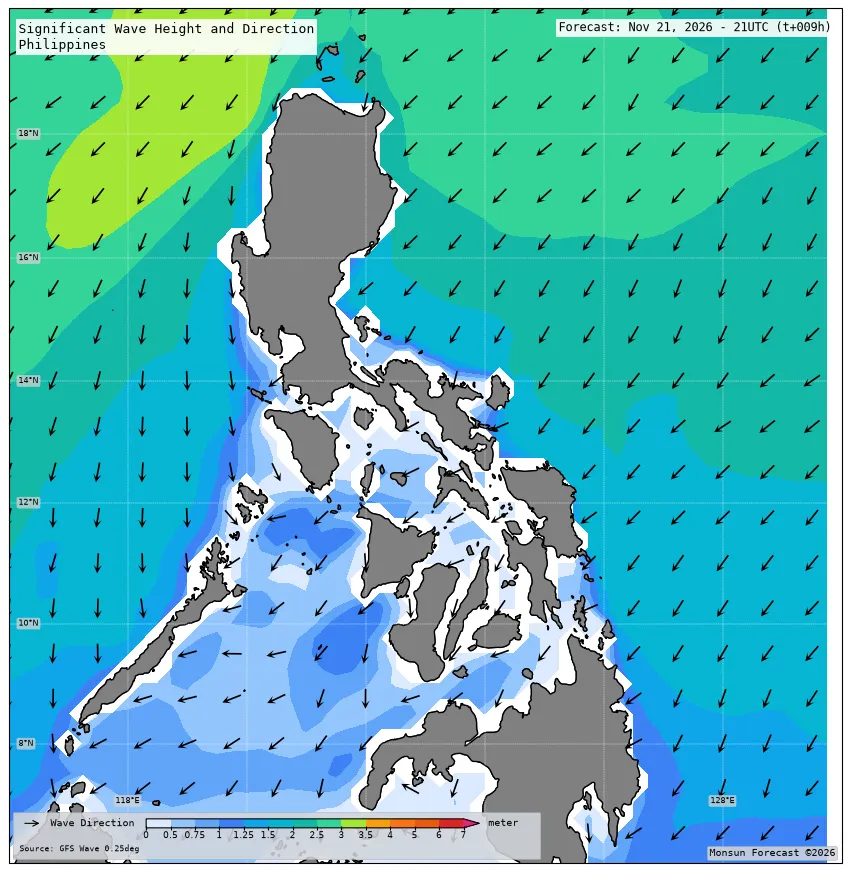 Significant Wave Height and Direction
Philippines
Forecast: Nov 21, 2026 - 21UTC (t+009h)
18°N
16°N
14°N
12°N
10°N
8°N
118°E
128°E
Wave Direction
0 0.5 0.75 1 1.25 1.5 2 2.5 3 3.5 4 5 6 7
meter
Source: GFS Wave 0.25deg
Monsun Forecast ©2026